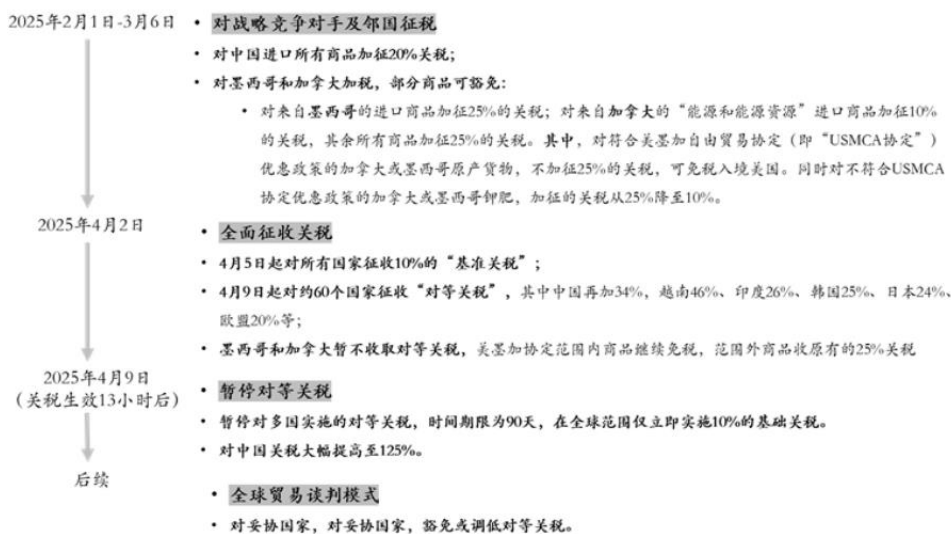 2025年2月1日-3月6日
• 对战略竞争对手及邻国征税
• 对中国进口所有商品加征20%关税；
• 对墨西哥和加拿大加税，部分商品可豁免：
• 对来自墨西哥的进口商品加征25%的关税；对来自加拿大的“能源和能源资源”进口商品加征10%
的关税，其余所有商品加征25%的关税。其中，对符合美墨加自由贸易协定（即“USMCA协定”）
优惠政策的加拿大或墨西哥原产货物，不加征25%的关税，可免税入境美国。同时对不符合USMCA
协定优惠政策的加拿大或墨西哥钾肥，加征的关税从25%降至10%。
2025年4月2日
• 全面征收关税
• 4月5日起对所有国家征收10%的“基准关税”；
• 4月9日起对约60个国家征收“对等关税”，其中中国再加34%，越南46%、印度26%、韩国25%、日本24%、
欧盟20%等；
• 墨西哥和加拿大暂不收取对等关税，美墨加协定范围内商品继续免税，范围外商品收原有的25%关税
2025年4月9日
（关税生效13小时后）
• 暂停对等关税
• 暂停对多国实施的对等关税，时间期限为90天，在全球范围仅立即实施10%的基础关税。
• 对中国关税大幅提高至125%。
后续
• 全球贸易谈判模式
• 对妥协国家，对妥协国家，豁免或调低对等关税。